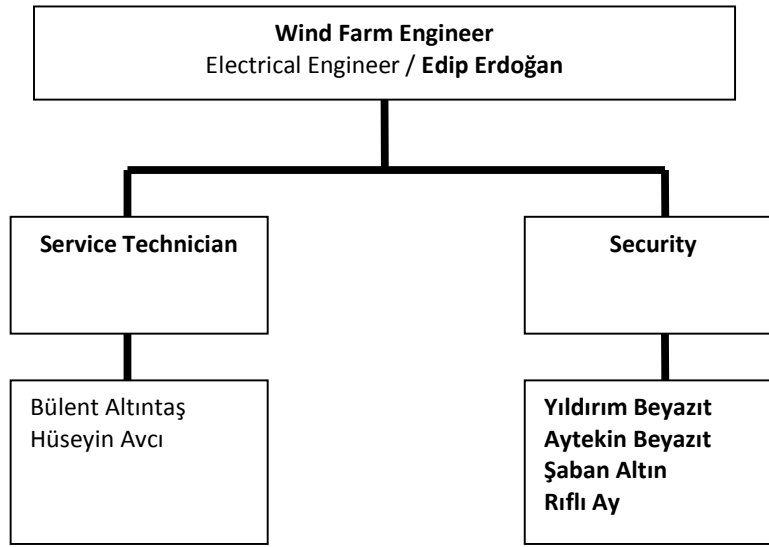 Wind Farm Engineer
Electrical Engineer / Edip Erdoğan
Service Technician
Security
Bülent Altıntaş
Hüseyin Avcı
Yıldırım Beyazıt
Aytekin Beyazıt
Şaban Altın
Rıflı Ay